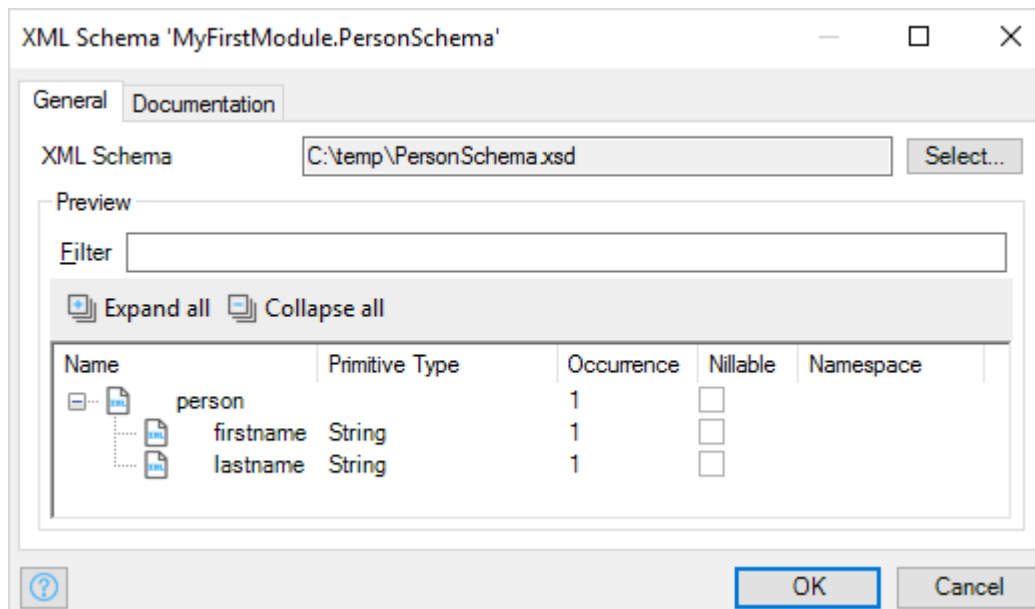 XML Schema 'MyFirstModule.PersonSchema'
General Documentation
XML Schema C:\temp\PersonSchema.xsd Select...
Preview
Filter
Expand all Collapse all
Name Primitive Type Occurrence Nillable Namespace
person 1
firstname String 1
lastname String 1
OK Cancel